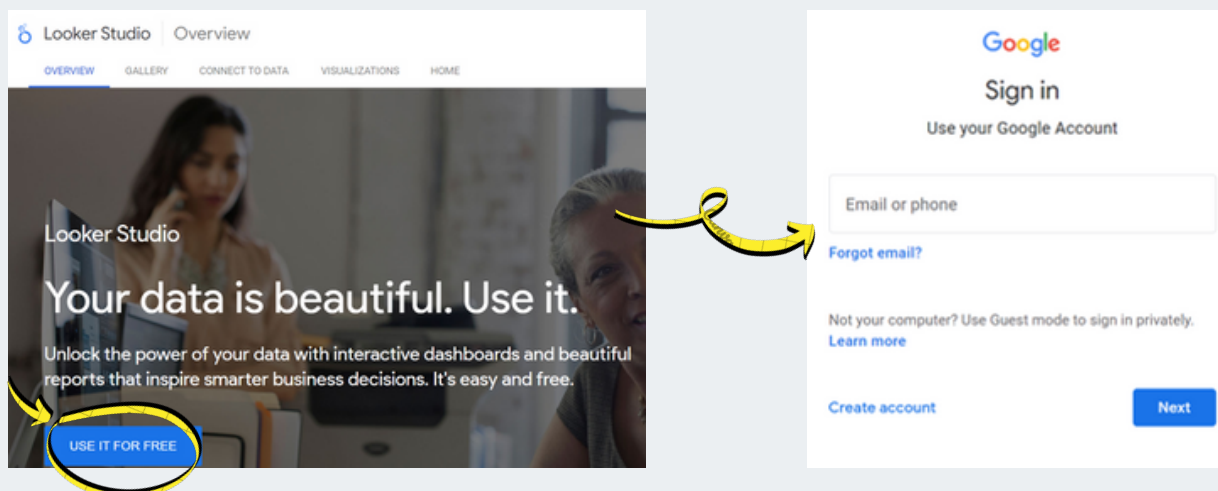 Looker Studio Overview
OVERVIEW GALLERY CONNECT TO DATA VISUALIZATIONS HOME
Looker Studio
Your data is beautiful. Use it.
Unlock the power of your data with interactive dashboards and beautiful
reports that inspire smarter business decisions. It's easy and free.
USE IT FOR FREE
Google
Sign in
Use your Google Account
Email or phone
Forgot email?
Not your computer? Use Guest mode to sign in privately.
Learn more
Create account Next